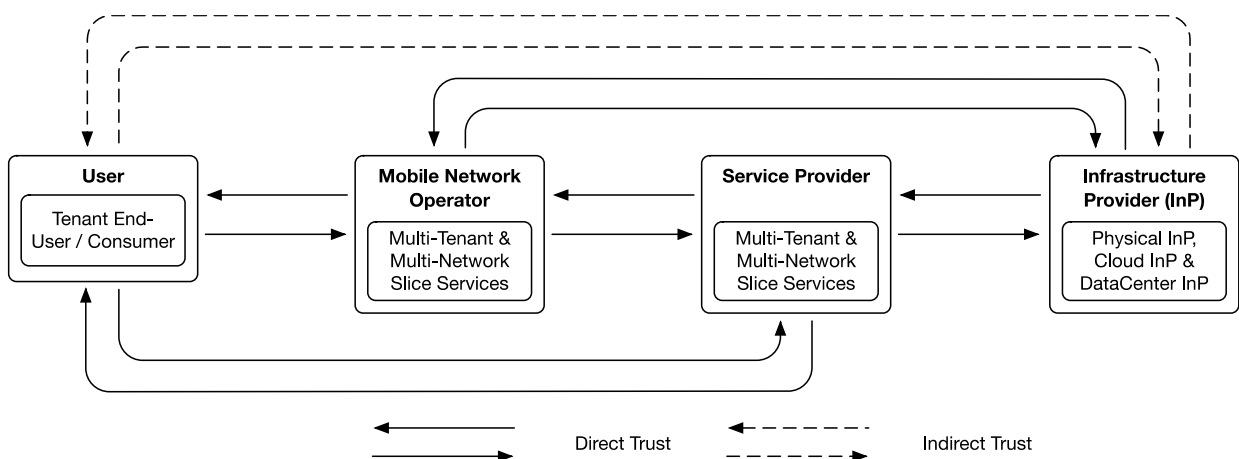 User
Tenant End-
User / Consumer
Mobile Network
Operator
Multi-Tenant &
Multi-Network
Slice Services
Service Provider
Multi-Tenant &
Multi-Network
Slice Services
Infrastructure
Provider (InP)
Physical InP,
Cloud InP &
DataCenter InP
Direct Trust
Indirect Trust